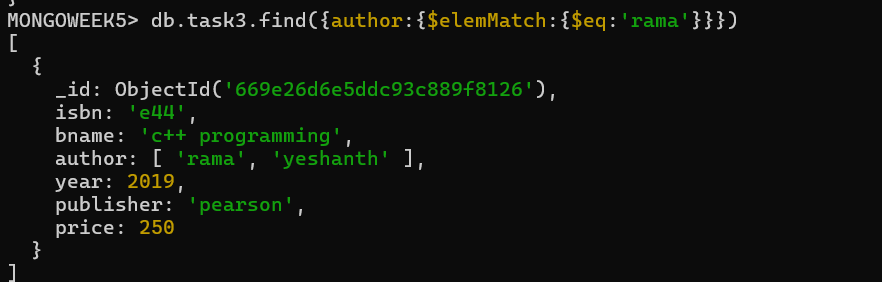 MONGOWEEK5> db.task3.find({author:{$elemMatch:{$eq:'rama'}}})
[
  {
    _id: ObjectId('669e26d6e5ddc93c889f8126'),
    isbn: 'e44',
    bname: 'c++ programming',
    author: [ 'rama', 'yeshanth' ],
    year: 2019,
    publisher: 'pearson',
    price: 250
  }
]